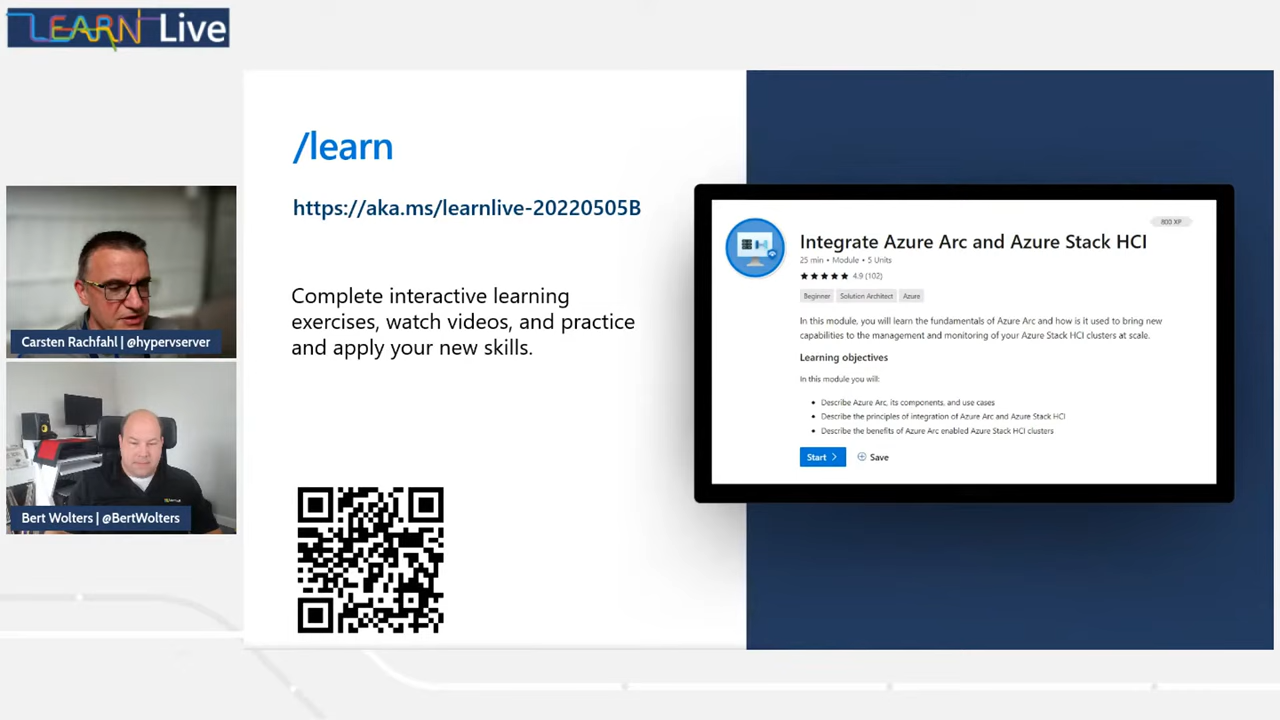 LEARN Live
/learn
https://aka.ms/learnlive-20220505B
Complete interactive learning
exercises, watch videos, and practice
and apply your new skills.
Carsten Rachfahl | @hypervserver
Bert Wolters | @BertWolters
800 XP
Integrate Azure Arc and Azure Stack HCI
25 min • Module • 5 Units
4.9 (102)
Beginner Solution Architect Azure
In this module, you will learn the fundamentals of Azure Arc and how is it used to bring new
capabilities to the management and monitoring of your Azure Stack HCI clusters at scale.
Learning objectives
In this module you will:
• Describe Azure Arc, its components, and use cases
• Describe the principles of integration of Azure Arc and Azure Stack HCI
• Describe the benefits of Azure Arc enabled Azure Stack HCI clusters
Start > Save